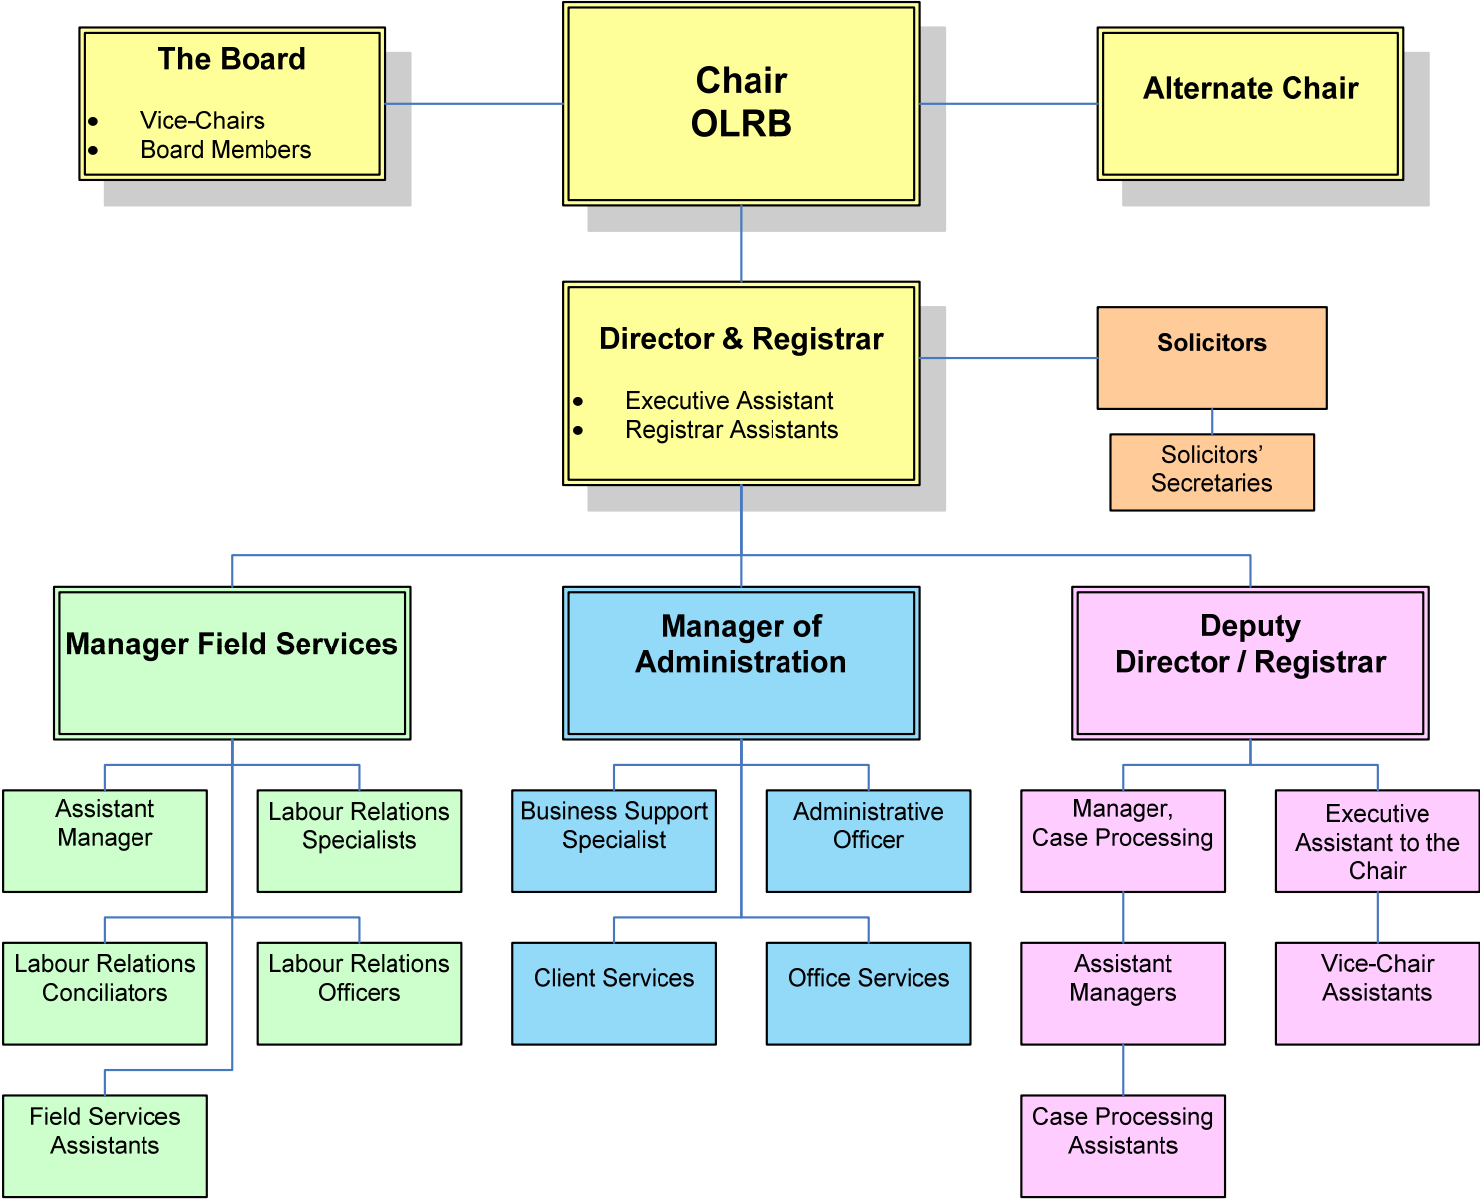 The Board
• Vice-Chairs
• Board Members
Chair
OLRB
Alternate Chair
Director & Registrar
• Executive Assistant
• Registrar Assistants
Solicitors
Solicitors’
Secretaries
Manager Field Services
Manager of
Administration
Deputy
Director / Registrar
Assistant
Manager
Labour Relations
Specialists
Business Support
Specialist
Administrative
Officer
Manager,
Case Processing
Executive
Assistant to the
Chair
Labour Relations
Conciliators
Labour Relations
Officers
Client Services
Office Services
Assistant
Managers
Vice-Chair
Assistants
Field Services
Assistants
Case Processing
Assistants